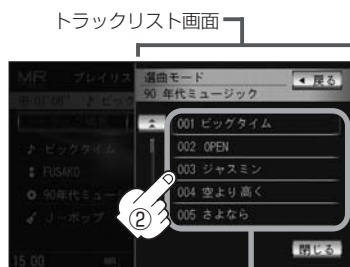 トラックリスト画面
MR プレイリス
選曲モード
◀ 戻る
90 年代ミュージック
001 ビッグタイム
002 OPEN
003 ジャスミン
004 空より高く
005 さよなら
♪ ビッグタイム
FUSAKO
90年代ミュー
J-ポップ
②
閉じる
15:00